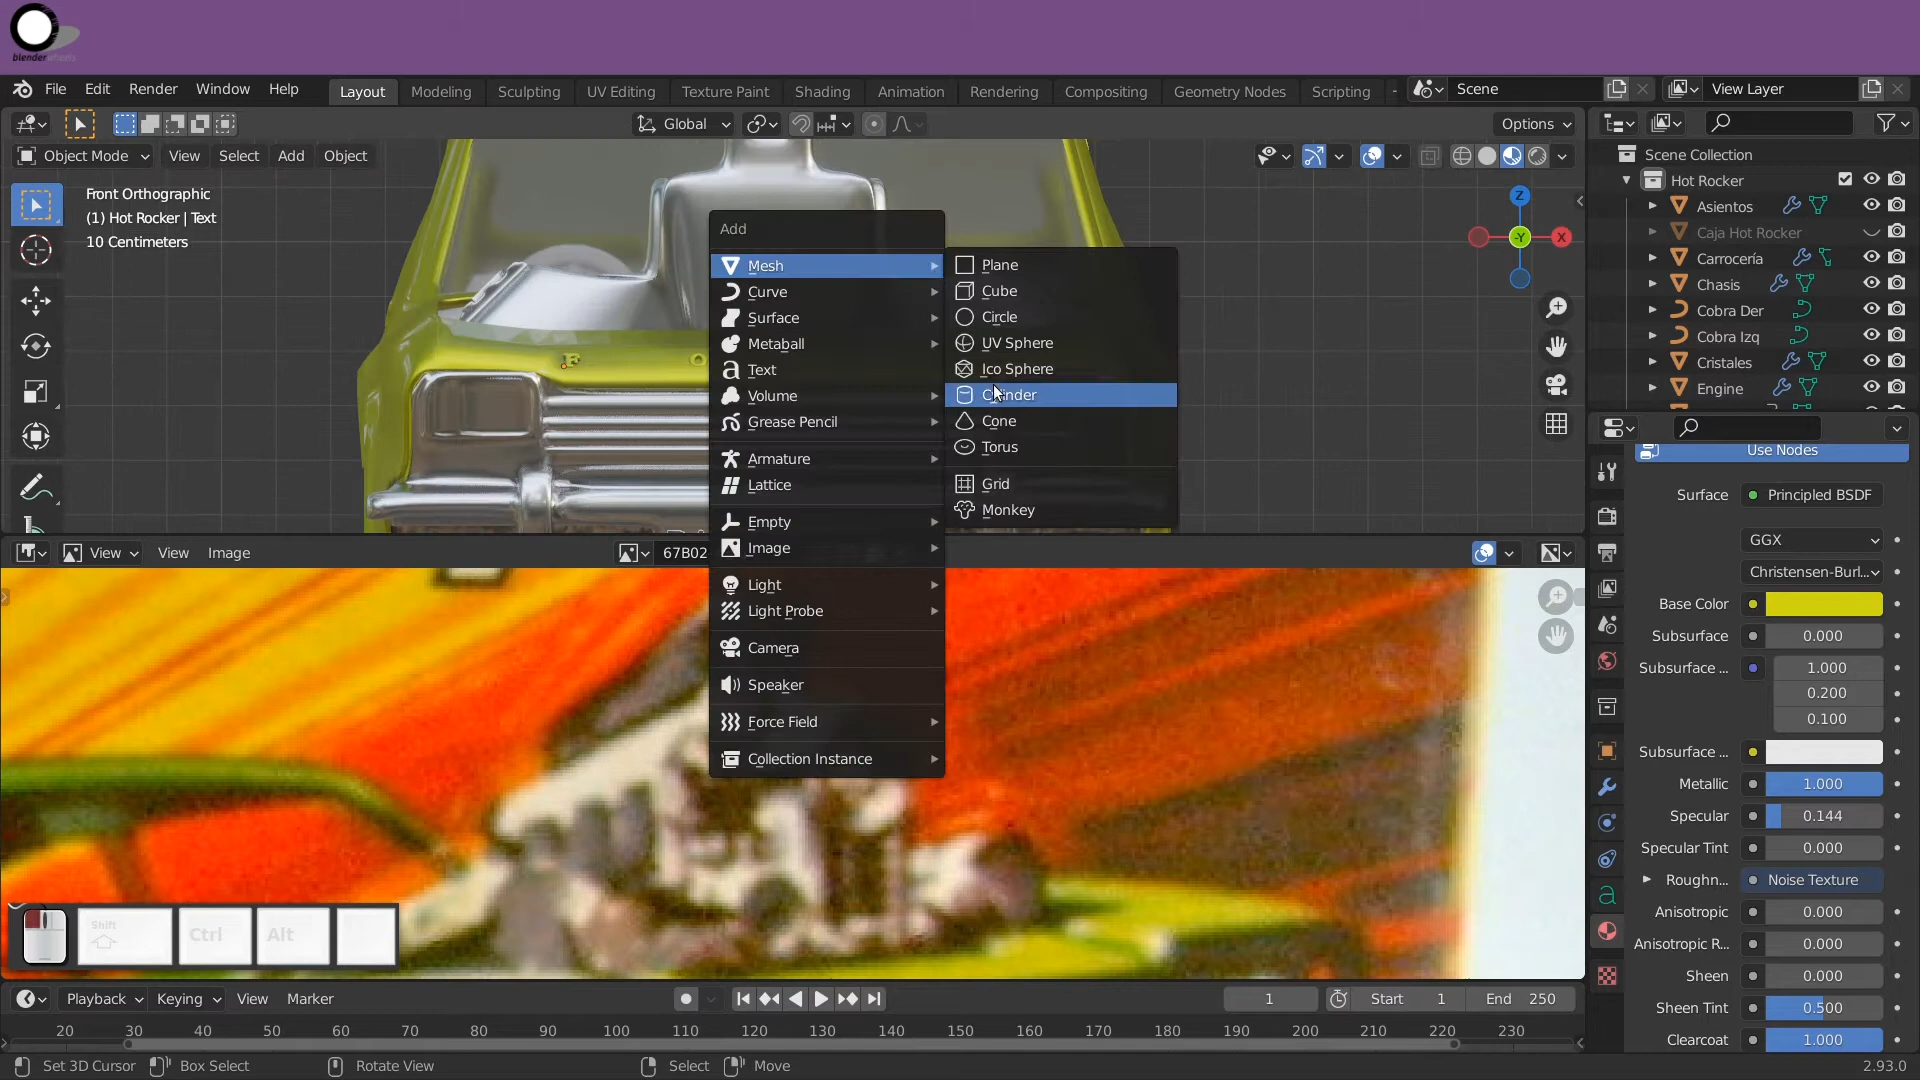 blenderwheels
File Edit Render Window Help Layout Modeling Sculpting UV Editing Texture Paint Shading Animation Rendering Compositing Geometry Nodes Scripting Scene View Layer
Global Options
Object Mode View Select Add Object
Front Orthographic
(1) Hot Rocker | Text
10 Centimeters
Z
-Y
X
Add
Mesh
Curve
Surface
Metaball
Text
Volume
Grease Pencil
Armature
Lattice
Empty
Image
Light
Light Probe
Camera
Speaker
Force Field
Collection Instance
Plane
Cube
Circle
UV Sphere
Ico Sphere
Cylinder
Cone
Torus
Grid
Monkey
Scene Collection
Hot Rocker
Asientos
Caja Hot Rocker
Carrocería
Chasis
Cobra Der
Cobra Izq
Cristales
Engine
Use Nodes
Surface Principled BSDF
GGX
Christensen-Burl...
Base Color
Subsurface 0.000
Subsurface ... 1.000
0.200
0.100
Subsurface ...
Metallic 1.000
Specular 0.144
Specular Tint 0.000
Roughn... Noise Texture
Anisotropic 0.000
Anisotropic R... 0.000
Sheen 0.000
Sheen Tint 0.500
Clearcoat 1.000
View View Image 67B02
Shift Ctrl Alt
Playback Keying View Marker 1 Start 1 End 250
20 30 40 50 60 70 80 90 100 110 120 130 140 150 160 170 180 190 200 210 220 230
Set 3D Cursor Box Select Rotate View Select Move 2.93.0